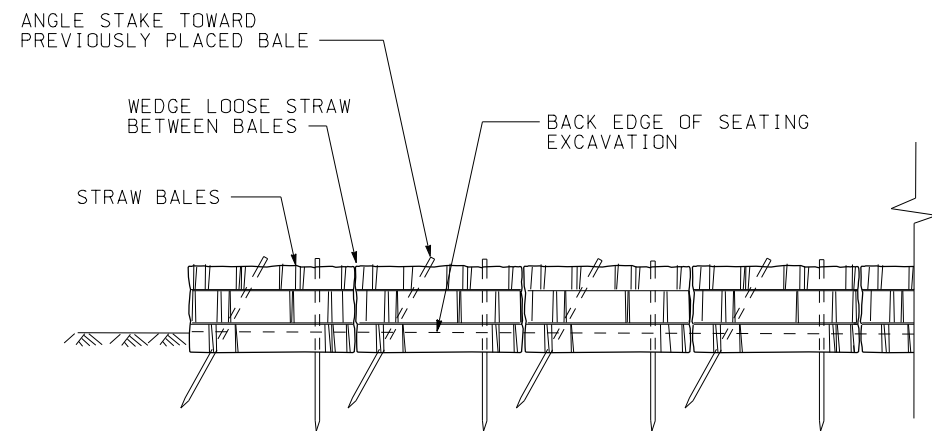 ANGLE STAKE TOWARD
PREVIOUSLY PLACED BALE
WEDGE LOOSE STRAW
BETWEEN BALES
BACK EDGE OF SEATING
EXCAVATION
STRAW BALES